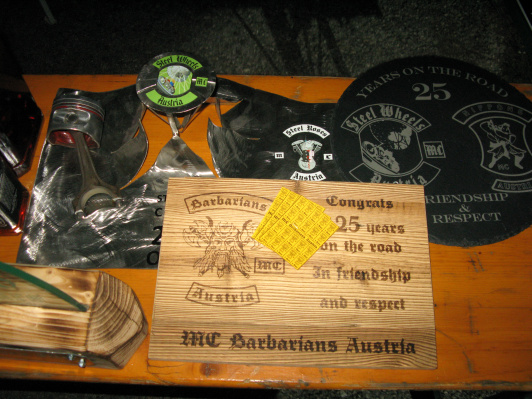 Steel Wheels
MC
Austria
YEARS ON THE ROAD
25
Steel Wheels
MC
Austria
FRIENDSHIP
&
RESPECT
Steel Roses
M C
Austria
Barbarians
MC
Austria
Congrats
25 years
on the road
In friendship
and respect
MC Barbarians Austria